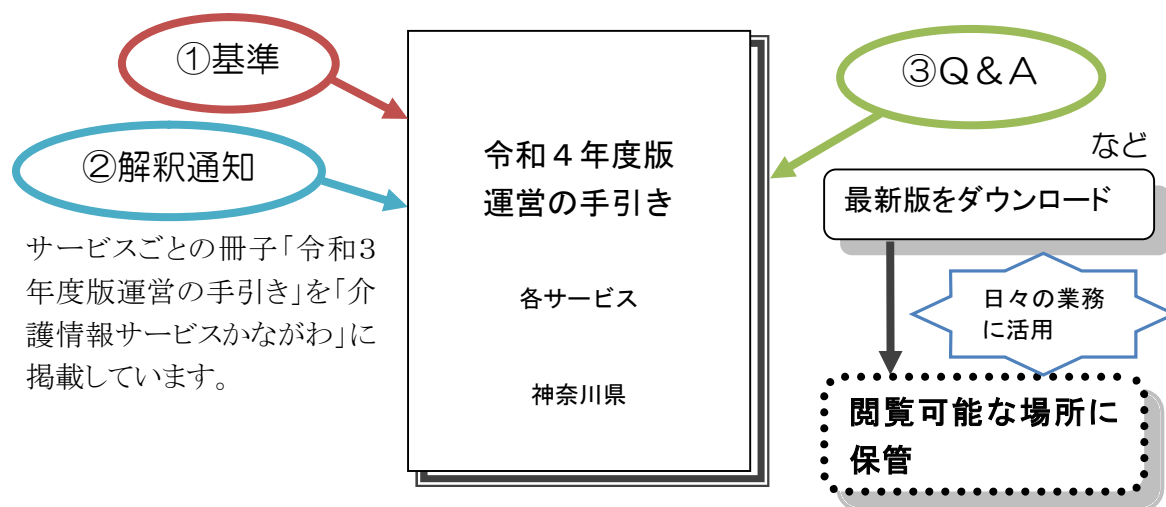 ①基準
②解釈通知
サービスごとの冊子「令和3
年度版運営の手引き」を「介
護情報サービスかながわ」に
掲載しています。
令和４年度版
運営の手引き
各サービス
神奈川県
③Ｑ＆Ａ
など
最新版をダウンロード
日々の業務
に活用
閲覧可能な場所に
保管